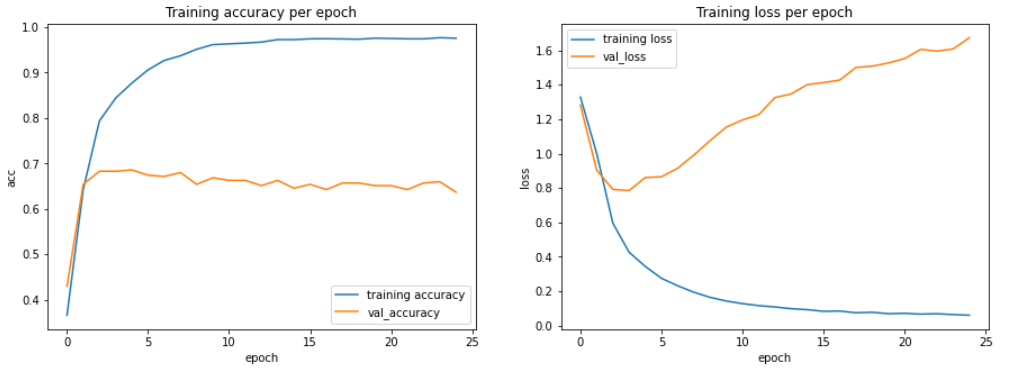 Training accuracy per epoch
1.0
0.9
0.8
0.7
0.6
0.5
0.4
acc
training accuracy
val_accuracy
0 5 10 15 20 25
epoch
Training loss per epoch
training loss
val_loss
1.6
1.4
1.2
1.0
0.8
0.6
0.4
0.2
0.0
loss
0 5 10 15 20 25
epoch